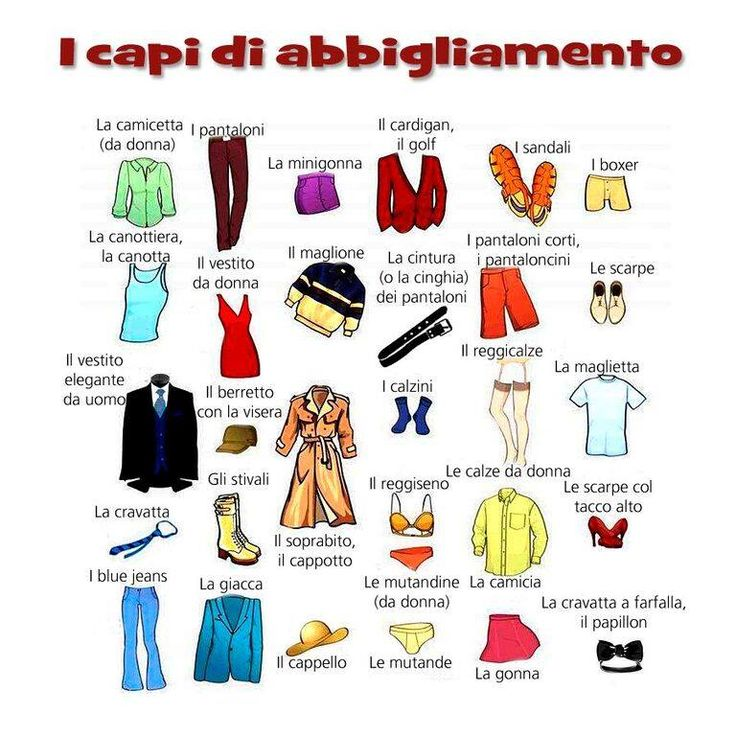 I capi di abbigliamento
La camicetta
(da donna)
I pantaloni
La minigonna
Il cardigan,
il golf
I sandali
I boxer
La canottiera,
la canotta
Il vestito
da donna
Il maglione
La cintura
(o la cinghia)
dei pantaloni
I pantaloni corti,
i pantaloncini
Le scarpe
Il vestito
elegante
da uomo
Il berretto
con la visera
I calzini
Il reggicalze
La maglietta
La cravatta
Gli stivali
Il soprabito,
il cappotto
Il reggiseno
Le calze da donna
Le scarpe col
tacco alto
I blue jeans
La giacca
Il cappello
Le mutandine
(da donna)
Le mutande
La camicia
La gonna
La cravatta a farfalla,
il papillon